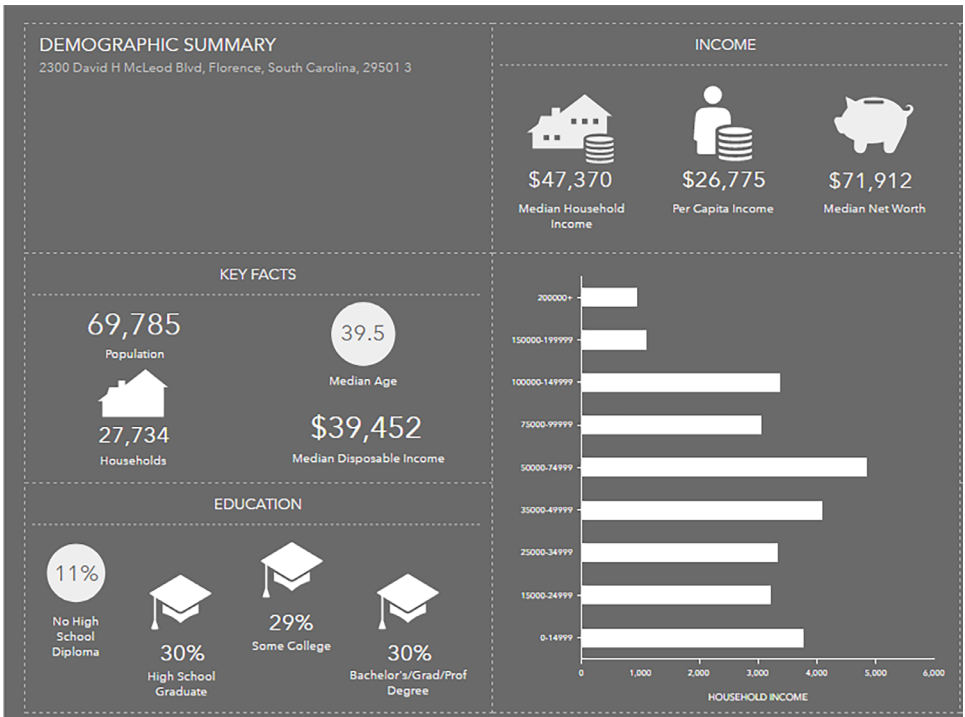 DEMOGRAPHIC SUMMARY
2300 David H McLeod Blvd, Florence, South Carolina, 29501 3
INCOME
$47,370
Median Household
Income
$26,775
Per Capita Income
$71,912
Median Net Worth
KEY FACTS
69,785
Population
39.5
Median Age
27,734
Households
$39,452
Median Disposable Income
EDUCATION
11%
No High
School
Diploma
30%
High School
Graduate
29%
Some College
30%
Bachelor's/Grad/Prof
Degree
200000+
150000-199999
100000-149999
75000-99999
50000-74999
35000-49999
25000-34999
15000-24999
0-14999
0 1,000 2,000 3,000 4,000 5,000 6,000
HOUSEHOLD INCOME